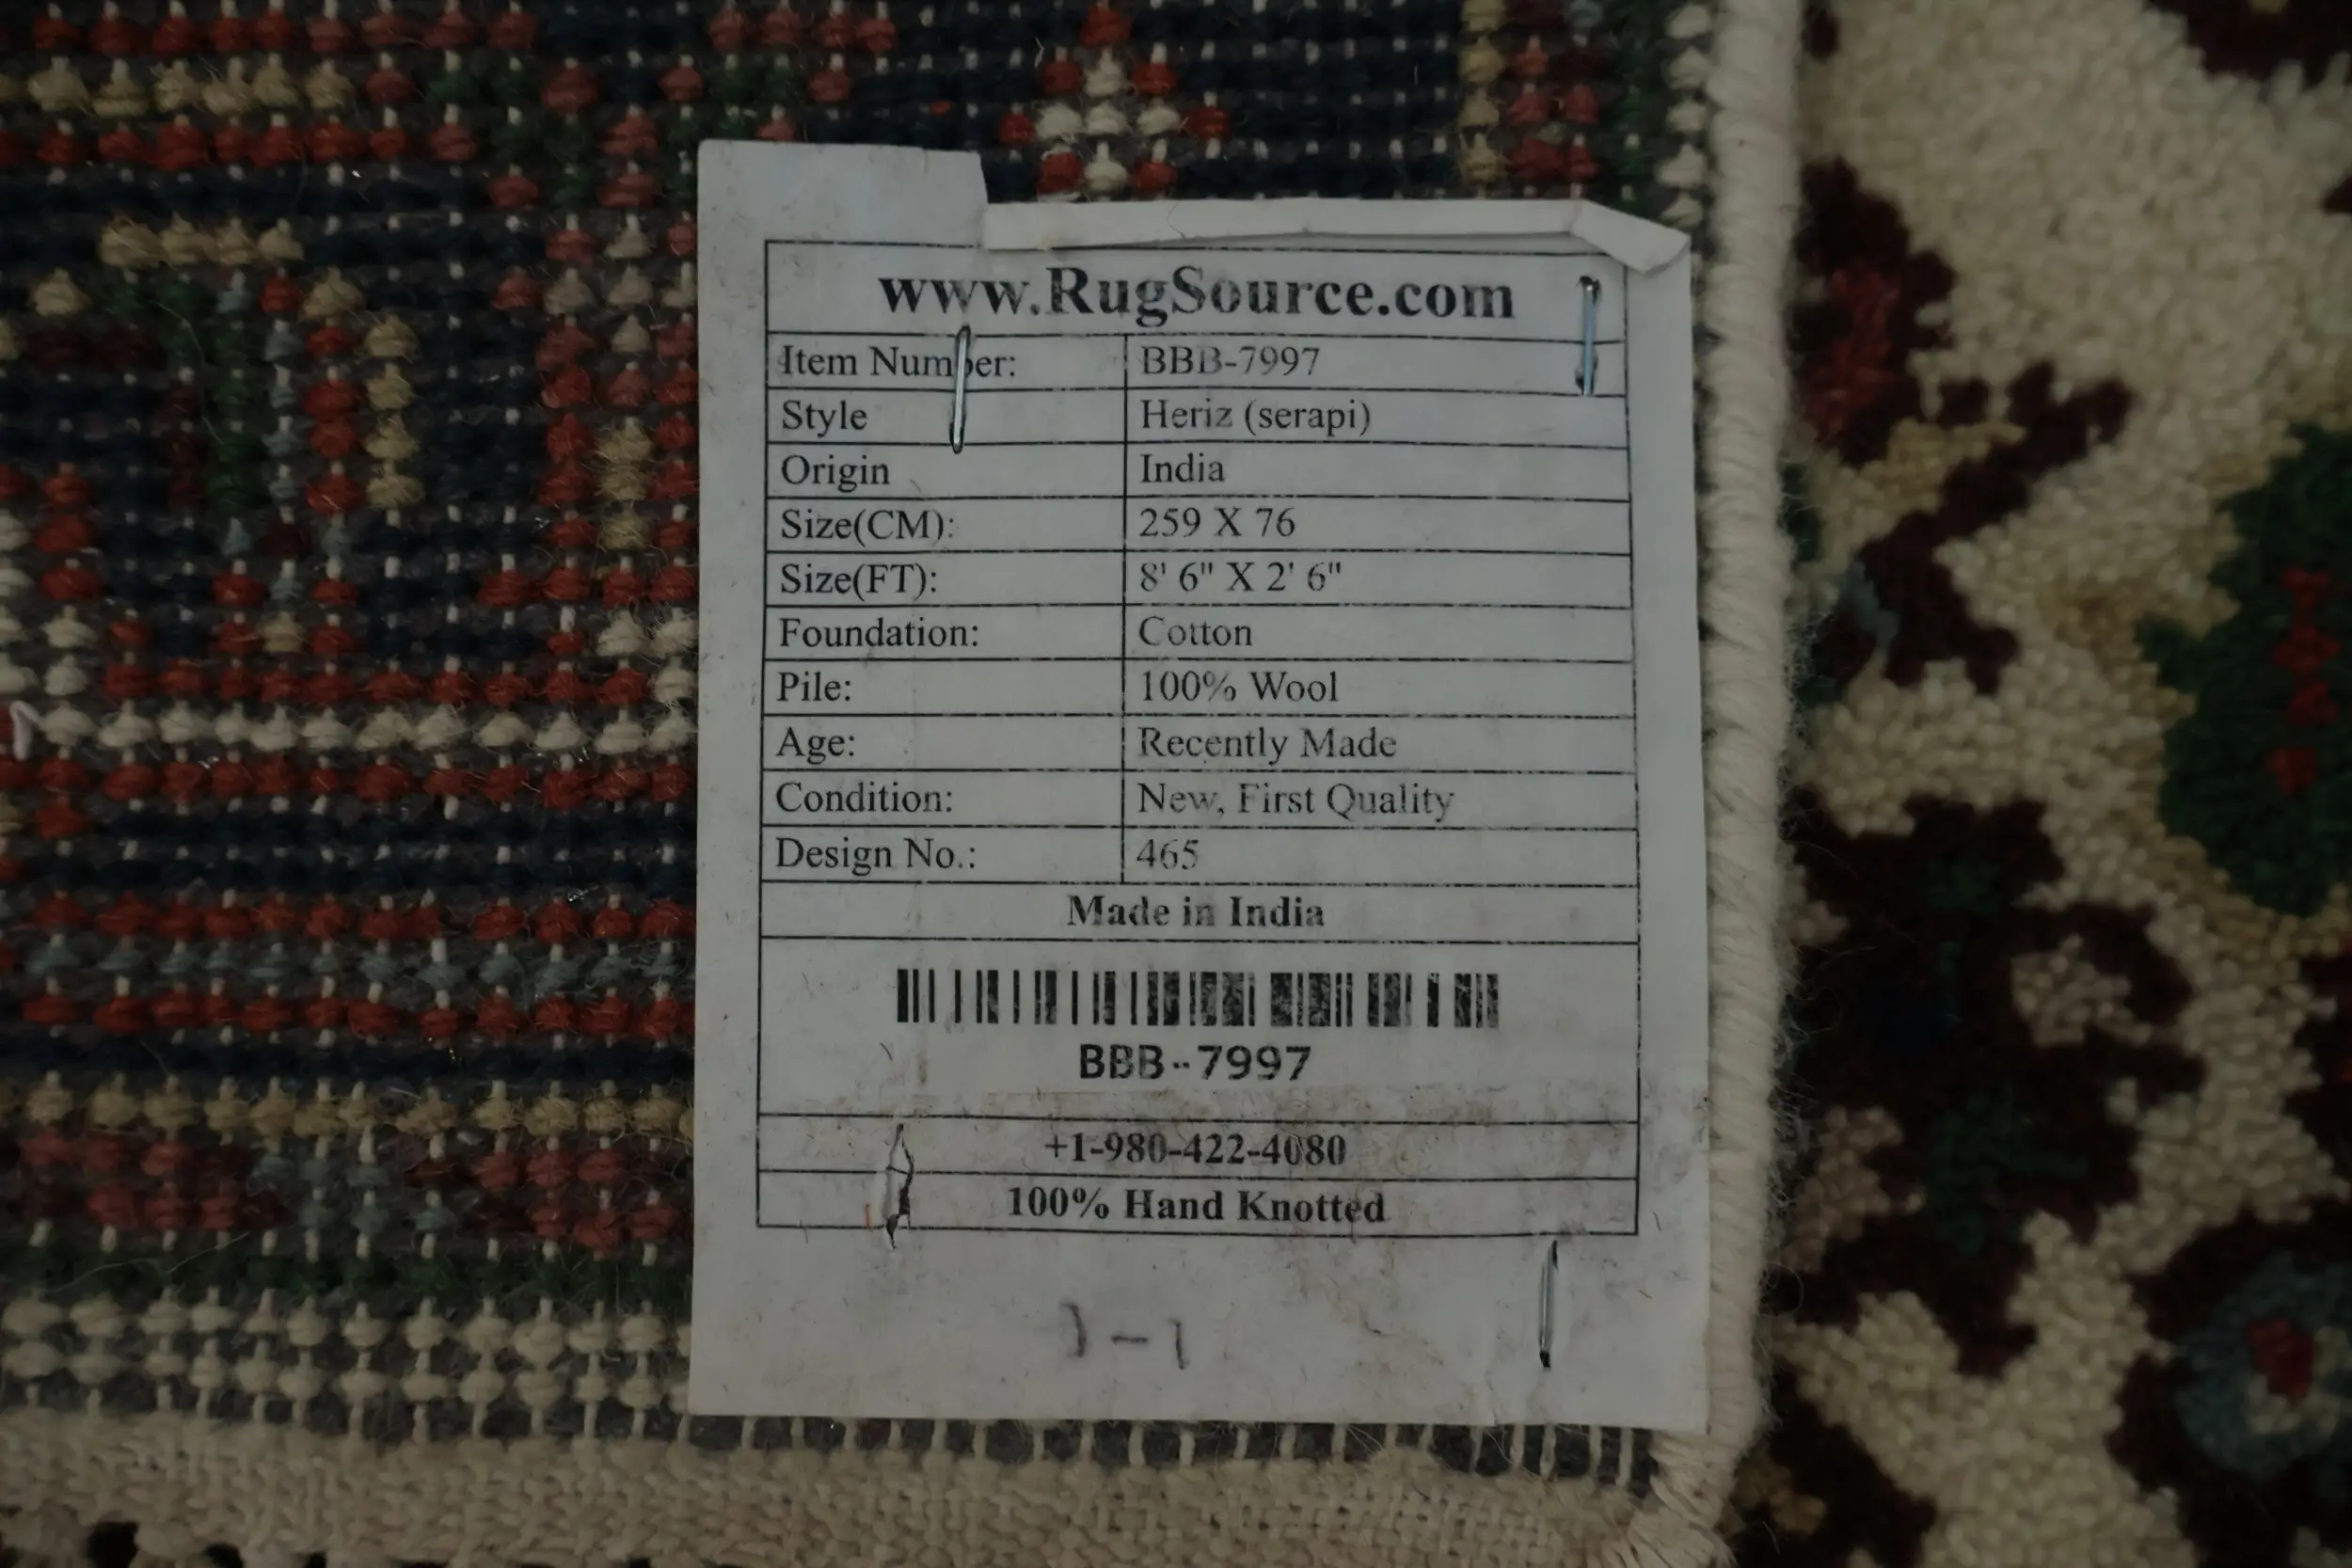 www.RugSource.com
Item Number: BBB-7997
Style Heriz (serapi)
Origin India
Size(CM): 259 X 76
Size(FT): 8' 6" X 2' 6"
Foundation: Cotton
Pile: 100% Wool
Age: Recently Made
Condition: New, First Quality
Design No.: 465
Made in India
BBB-7997
+1-980-422-4080
100% Hand Knotted